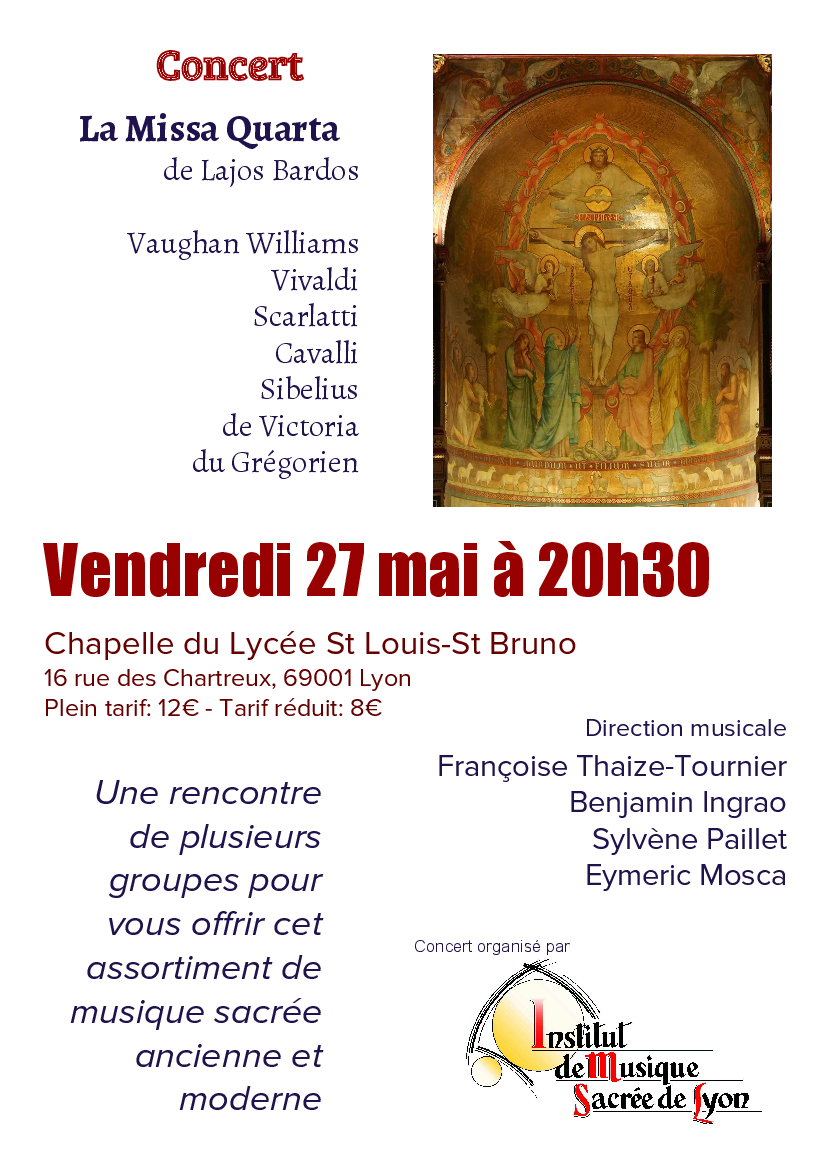 Concert
La Missa Quarta
de Lajos Bardos
Vaughan Williams
Vivaldi
Scarlatti
Cavalli
Sibelius
de Victoria
du Grégorien
Vendredi 27 mai à 20h30
Chapelle du Lycée St Louis-St Bruno
16 rue des Chartreux, 69001 Lyon
Plein tarif: 12€ - Tarif réduit: 8€
Direction musicale
Françoise Thaize-Tournier
Benjamin Ingrao
Sylvène Paillet
Eymeric Mosca
Une rencontre
de plusieurs
groupes pour
vous offrir cet
assortiment de
musique sacrée
ancienne et
moderne
Concert organisé par
Institut
de Musique
Sacrée de Lyon